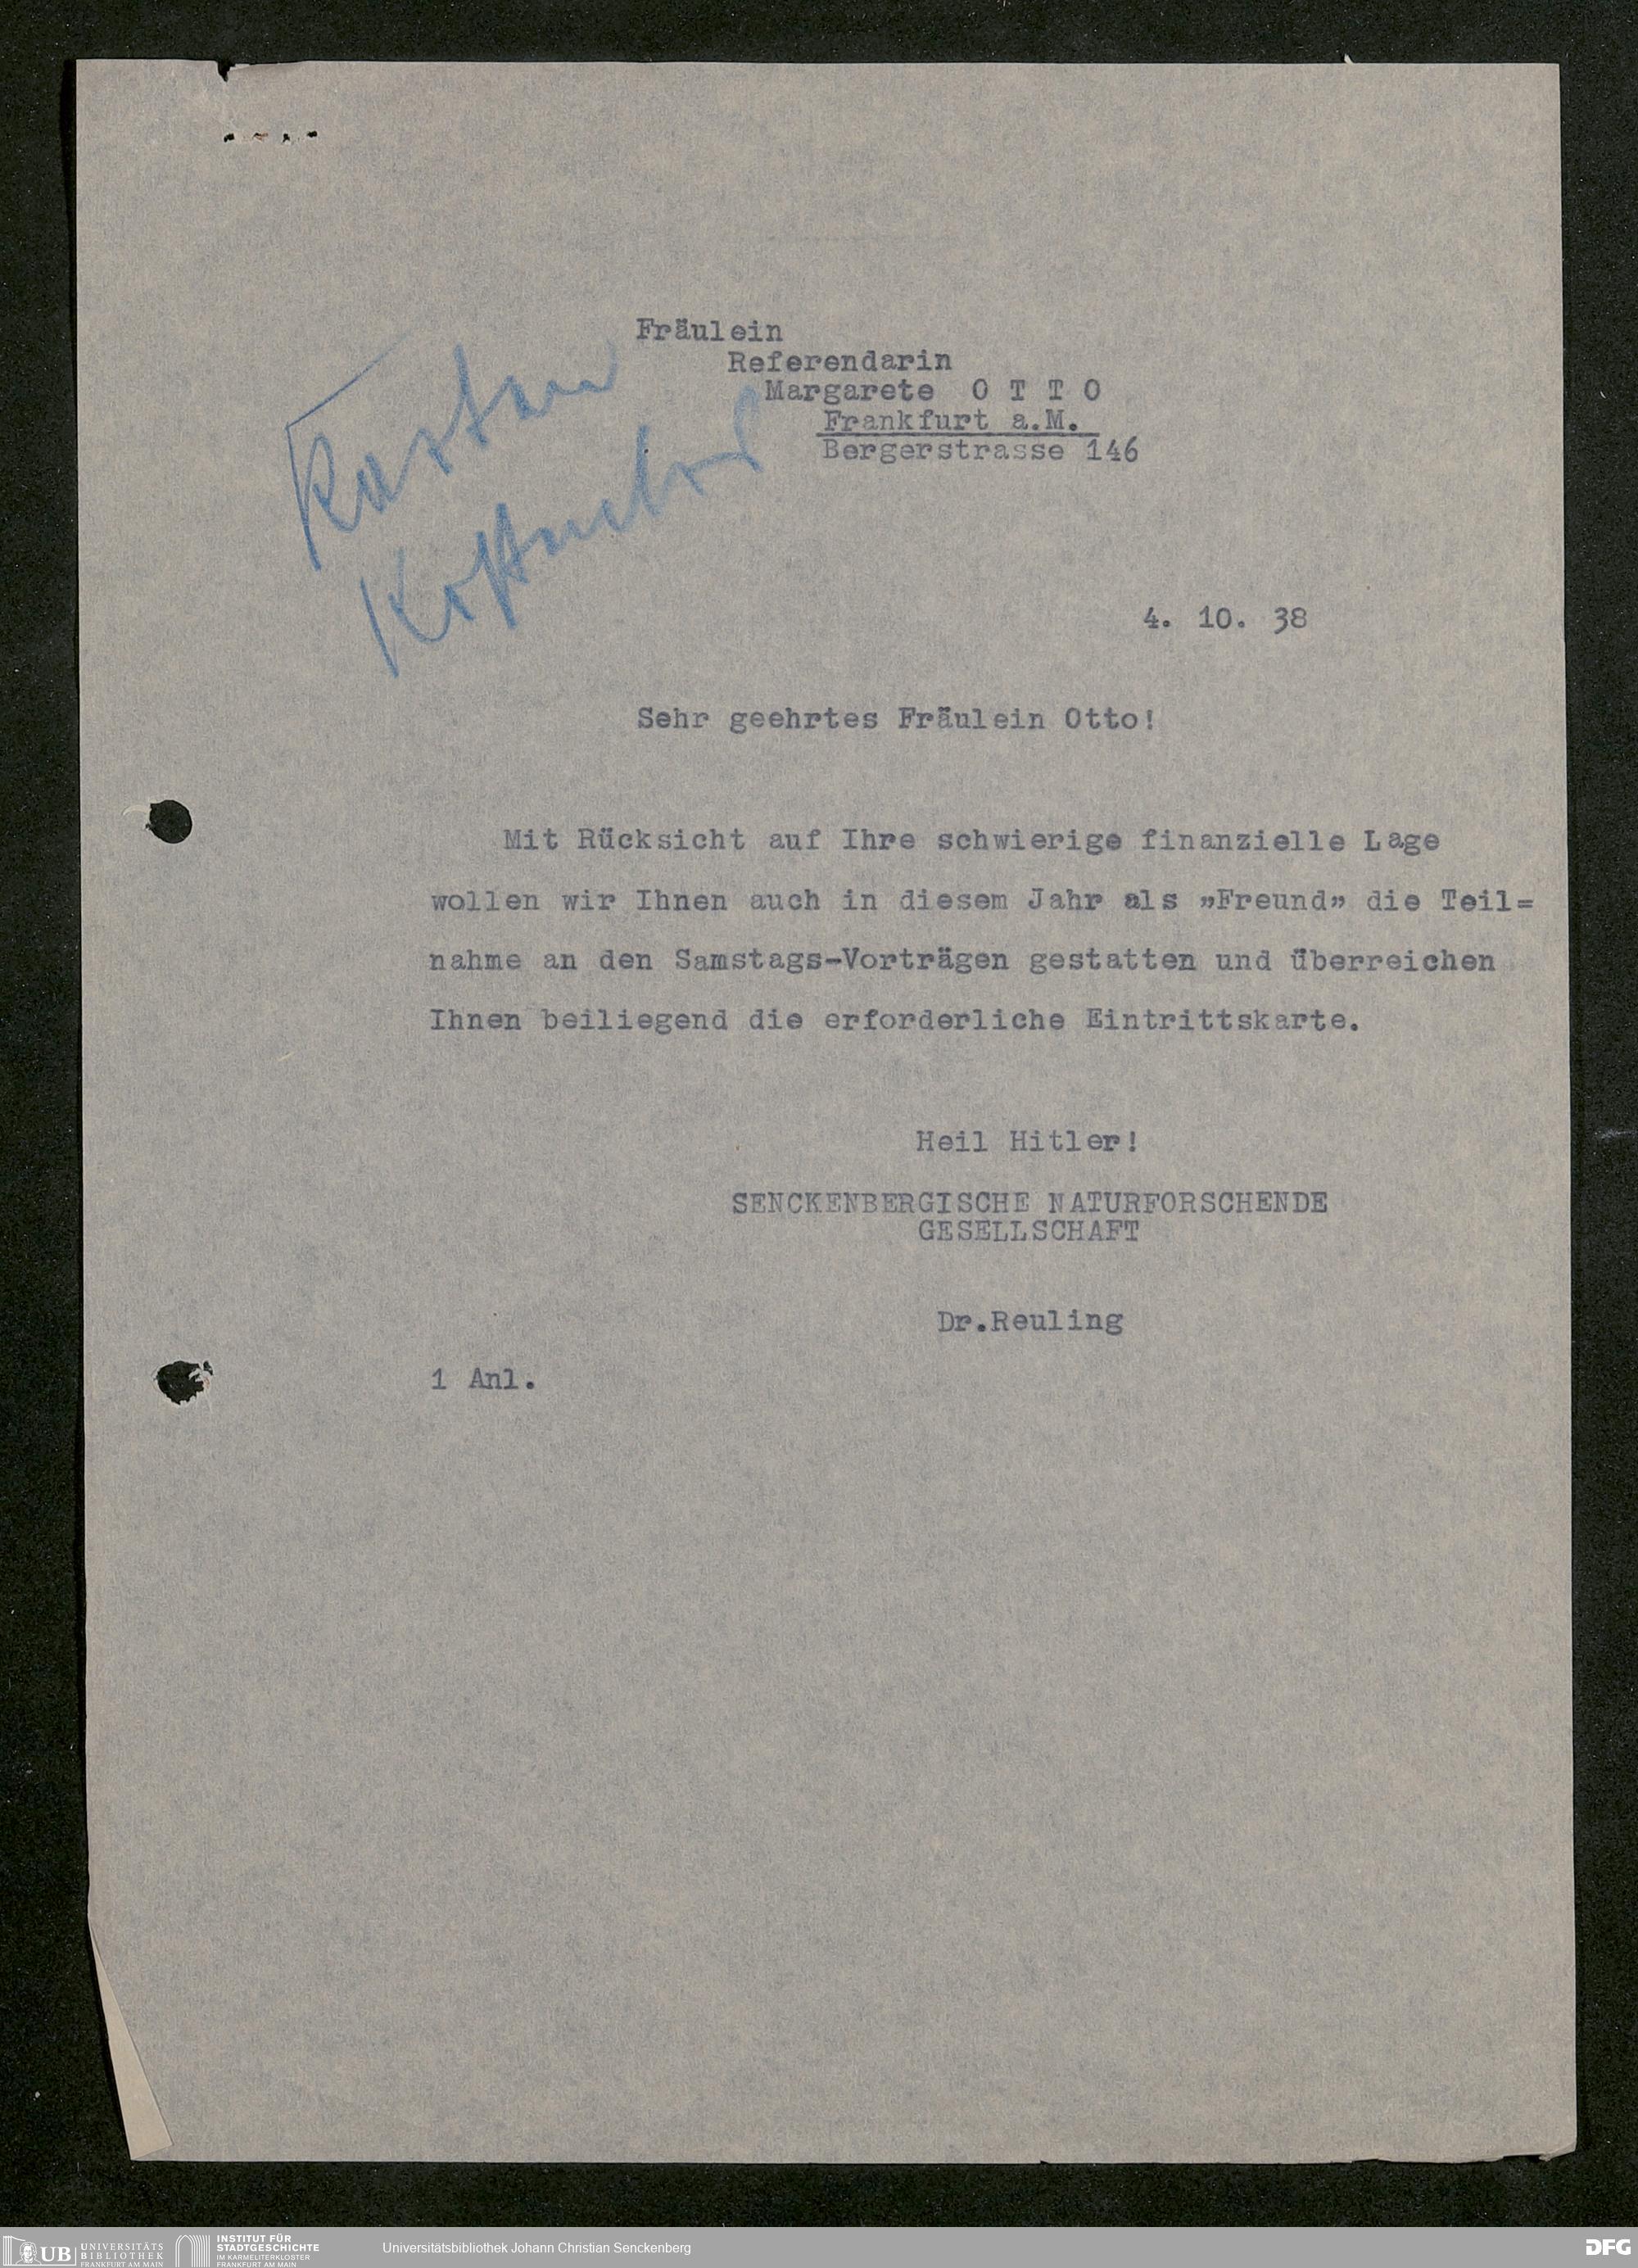 Fräulein
Referendarin
Margarete O T T O
Frankfurt a.M.
Bergerstrasse 146
Karten
Kostenlos
4. 10. 38
Sehr geehrtes Fräulein Otto!
Mit Rücksicht auf Ihre schwierige finanzielle Lage
wollen wir Ihnen auch in diesem Jahr als „Freund" die Teil=
nahme an den Samstags-Vorträgen gestatten und überreichen
Ihnen beiliegend die erforderliche Eintrittskarte.
Heil Hitler!
SENCKENBERGISCHE NATURFORSCHENDE
GESELLSCHAFT
Dr.Reuling
1 Anl.
UB UNIVERSITÄTS
BIBLIOTHEK
FRANKFURT AM MAIN
INSTITUT FÜR
STADTGESCHICHTE
IM KARMELITERKLOSTER
FRANKFURT AM MAIN
Universitätsbibliothek Johann Christian Senckenberg
DFG